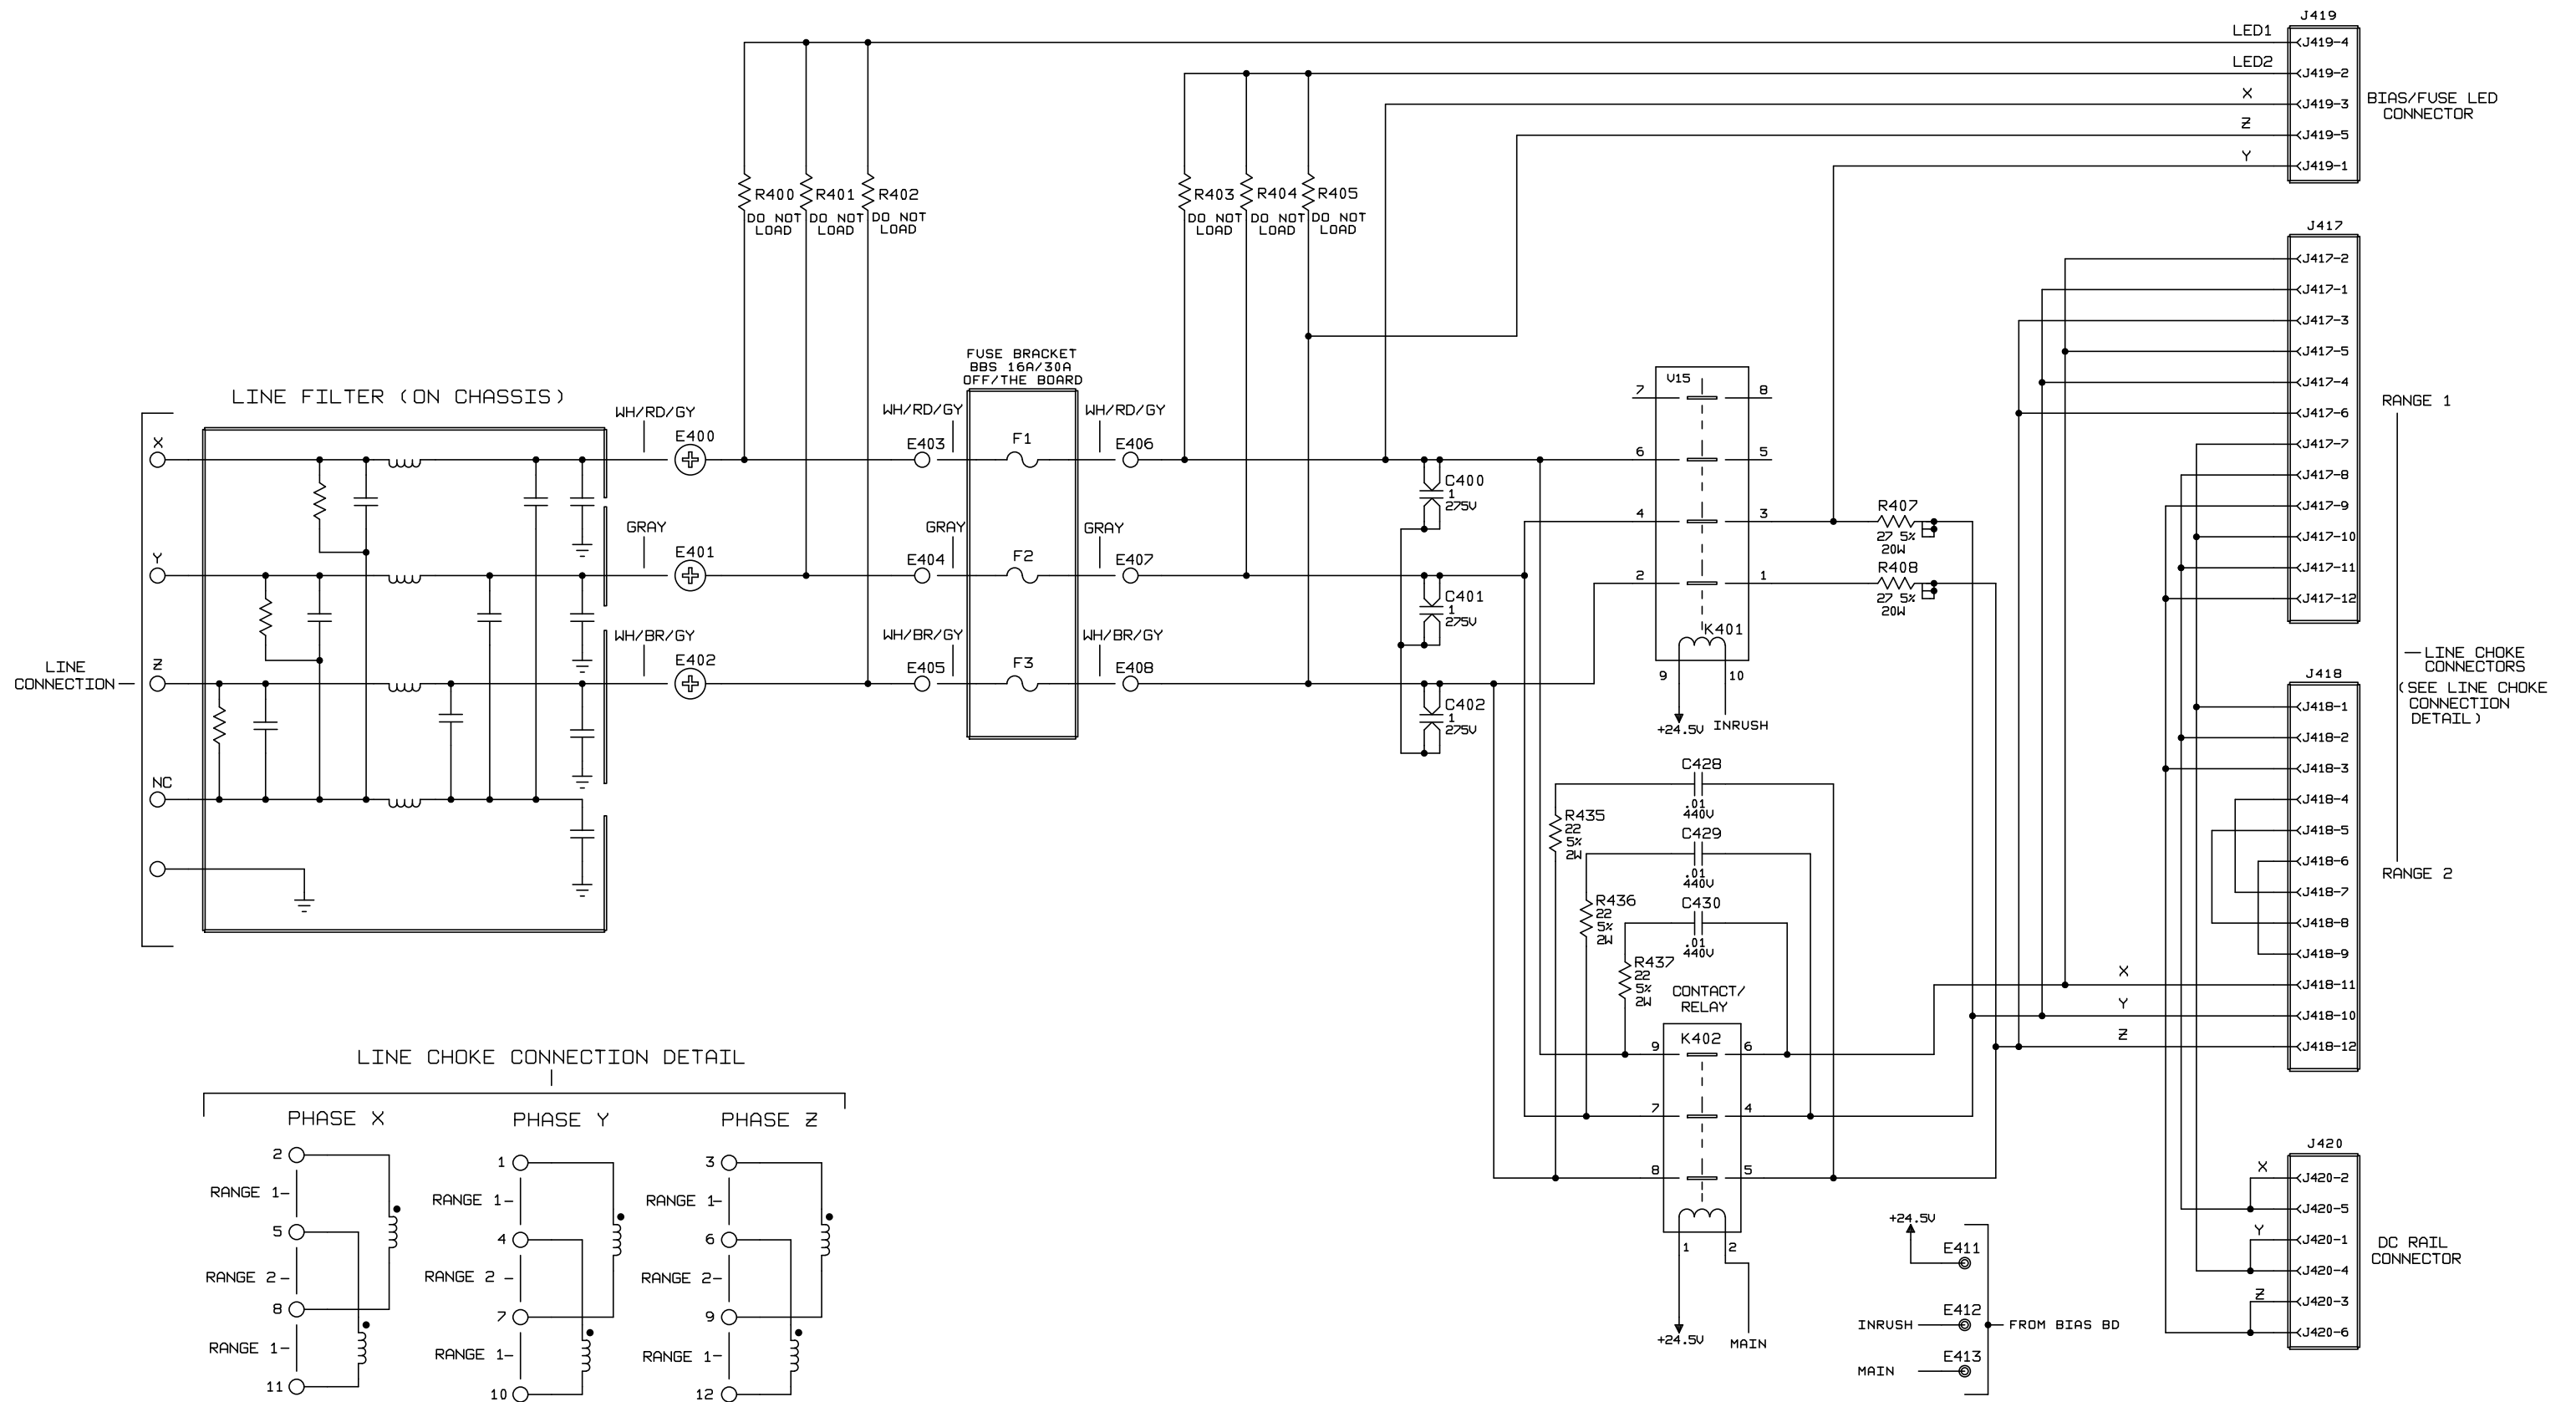 J419
LED1
J419-4
LED2
J419-2
X
J419-3
Z
J419-5
Y
J419-1
BIAS/FUSE LED
CONNECTOR
R400
DO NOT
LOAD
R401
DO NOT
LOAD
R402
DO NOT
LOAD
R403
DO NOT
LOAD
R404
DO NOT
LOAD
R405
DO NOT
LOAD
J417
J417-2
J417-1
J417-3
J417-5
J417-4
J417-6
J417-7
J417-8
J417-9
J417-10
J417-11
J417-12
RANGE 1
LINE CHOKE
CONNECTORS
(SEE LINE CHOKE
CONNECTION
DETAIL)
RANGE 2
LINE FILTER (ON CHASSIS)
LINE
CONNECTION
X
Y
Z
NC
WH/RD/GY
E400
GRAY
E401
WH/BR/GY
E402
FUSE BRACKET
BBS 16A/30A
OFF/THE BOARD
WH/RD/GY
E403
F1
WH/RD/GY
E406
GRAY
E404
F2
GRAY
E407
WH/BR/GY
E405
F3
WH/BR/GY
E408
C400
1
275V
C401
1
275V
C402
1
275V
V15
7
8
6
5
4
3
2
1
K401
9
10
+24.5V
INRUSH
R407
27 5%
20W
R408
27 5%
20W
C428
.01
440V
R435
22
5%
2W
C429
.01
440V
R436
22
5%
2W
C430
.01
440V
R437
22
5%
2W
CONTACT/
RELAY
K402
9
6
7
4
8
5
1
2
+24.5V
MAIN
J418
J418-1
J418-2
J418-3
J418-4
J418-5
J418-6
J418-7
J418-8
J418-9
X
J418-11
Y
J418-10
Z
J418-12
J420
X
J420-2
J420-5
Y
J420-1
J420-4
Z
J420-3
J420-6
DC RAIL
CONNECTOR
+24.5V
E411
INRUSH
E412
FROM BIAS BD
MAIN
E413
LINE CHOKE CONNECTION DETAIL
PHASE X
2
RANGE 1
5
RANGE 2
8
RANGE 1
11
PHASE Y
1
RANGE 1
4
RANGE 2
7
RANGE 1
10
PHASE Z
3
RANGE 1
6
RANGE 2
9
RANGE 1
12